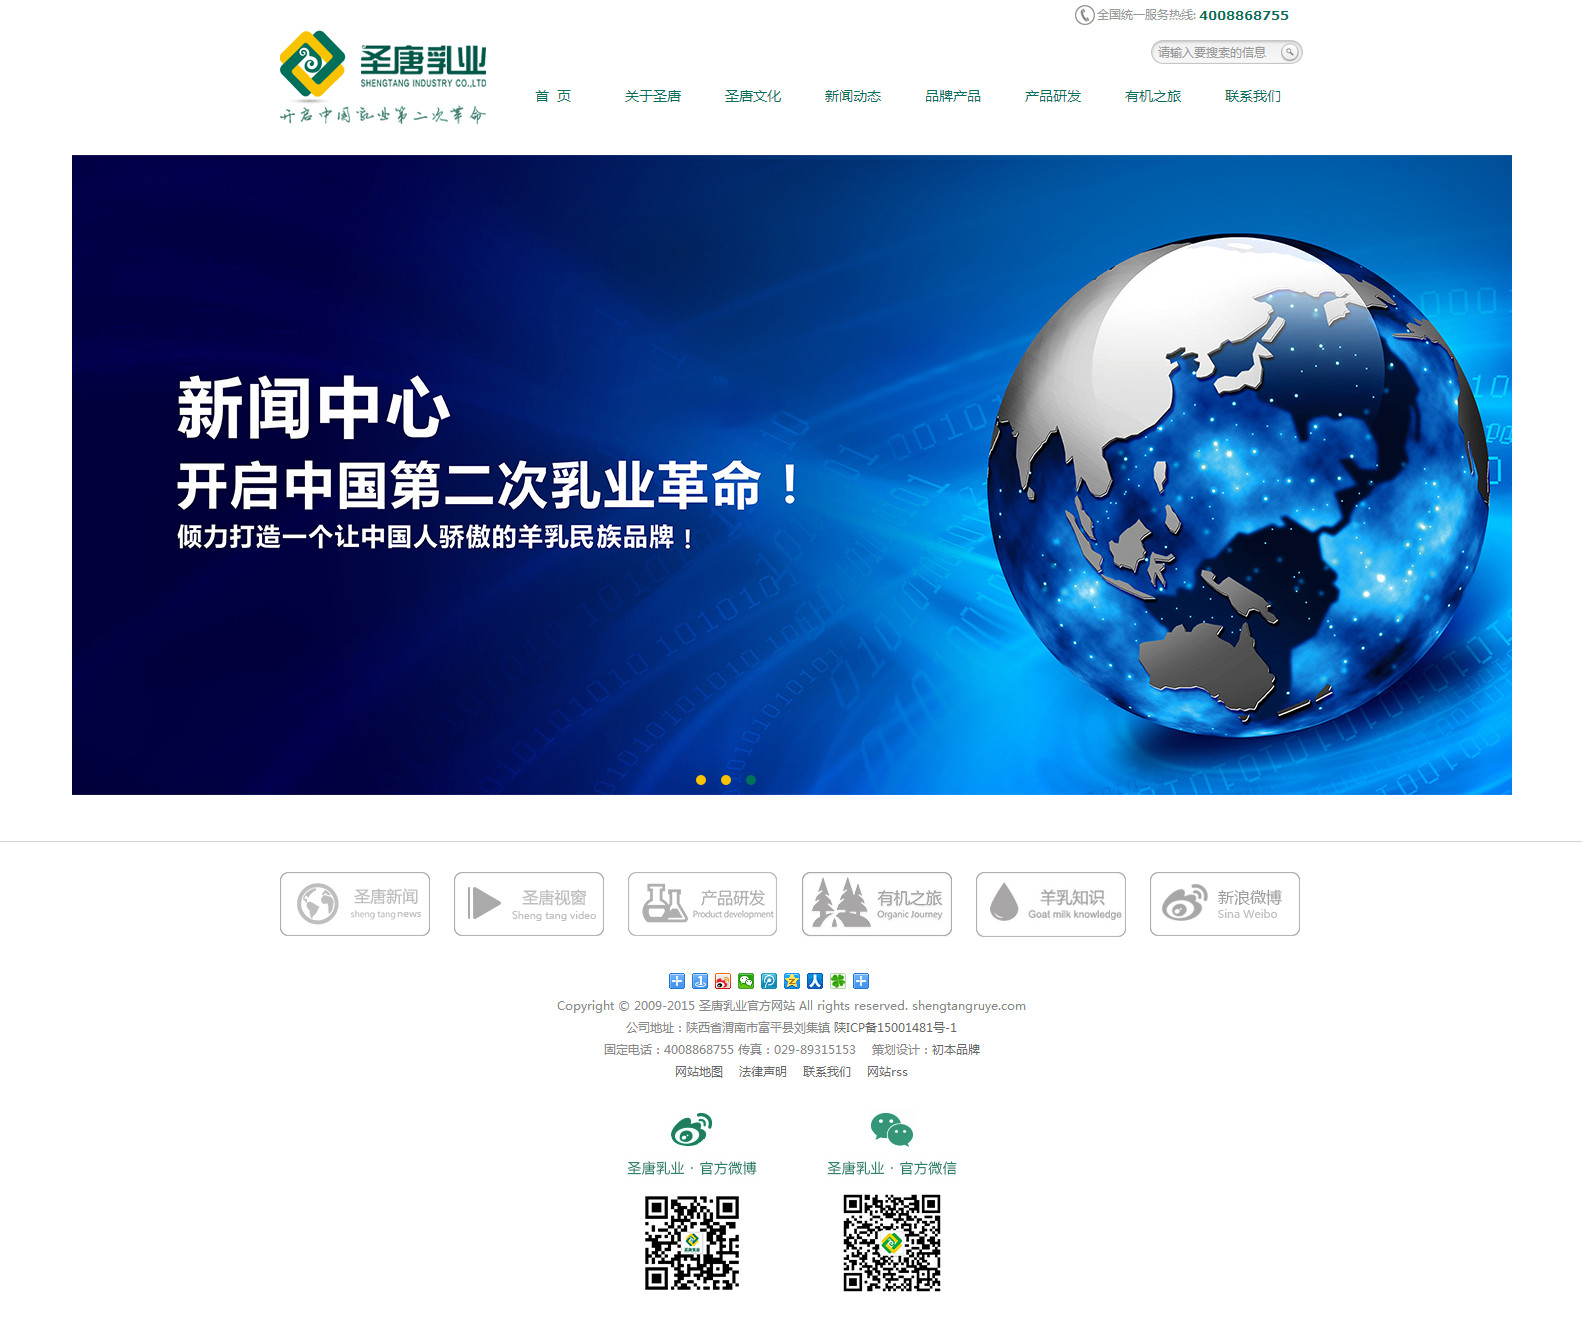 全国统一服务热线: 4008868755
请输入要搜索的信息
圣唐乳业
SHENGTANG INDUSTRY CO.,LTD
开启中国乳业第二次革命
首 页 关于圣唐 圣唐文化 新闻动态 品牌产品 产品研发 有机之旅 联系我们
新闻中心
开启中国第二次乳业革命！
倾力打造一个让中国人骄傲的羊乳民族品牌！
圣唐新闻 圣唐视窗 产品研发 有机之旅 羊乳知识 新浪微博
sheng tang news Sheng tang video Product development Organic Journey Goat milk knowledge Sina Weibo
Copyright © 2009-2015 圣唐乳业官方网站 All rights reserved. shengtangruye.com
公司地址：陕西省渭南市富平县刘集镇 陕ICP备15001481号-1
固定电话：4008868755 传真：029-89315153 策划设计：初本品牌
网站地图 法律声明 联系我们 网站rss
圣唐乳业 · 官方微博 圣唐乳业 · 官方微信